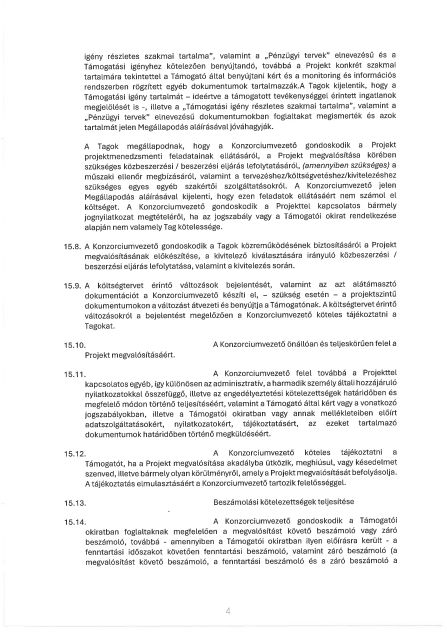 igény részletes szakmai tartalma", valamint a „Pénzügyi tervek" elnevezésű és a
Támogatási igényhez kötelezően benyújtandó, továbbá a Projekt konkrét szakmai
tartalmára tekintettel a Támogató által benyújtani kért és a monitoring és információs
rendszerben rögzített egyéb dokumentumok tartalmazzák.A Tagok kijelentik, hogy a
Támogatási igény tartalmát – ideértve a támogatott tevékenységgel érintett ingatlanok
megjelölését is -, illetve a „Támogatási igény részletes szakmai tartalma", valamint a
„Pénzügyi tervek" elnevezésű dokumentumokban foglaltakat megismerték és azok
tartalmát jelen Megállapodás aláírásával jóváhagyják.
A Tagok megállapodnak, hogy a Konzorciumvezető gondoskodik a Projekt
projektmenedzsmenti feladatainak ellátásáról, a Projekt megvalósítása körében
szükséges közbeszerzési / beszerzési eljárás lefolytatásáról, (amennyiben szükséges) a
műszaki ellenőr megbízásáról, valamint a tervezéshez/költségvetéshez/kivitelezéshez
szükséges egyes egyéb szakértői szolgáltatásokról. A Konzorciumvezető jelen
Megállapodás aláírásával kijelenti, hogy ezen feladatok ellátásáért nem számol el
költséget. A Konzorciumvezető gondoskodik a Projekttel kapcsolatos bármely
jognyilatkozat megtételéről, ha az jogszabály vagy a Támogatói okirat rendelkezése
alapján nem valamely Tag kötelessége.
15.8. A Konzorciumvezető gondoskodik a Tagok közreműködésének biztosításáról a Projekt
megvalósításának előkészítése, a kivitelező kiválasztására irányuló közbeszerzési /
beszerzési eljárás lefolytatása, valamint a kivitelezés során.
15.9. A költségtervet érintő változások bejelentését, valamint az azt alátámasztó
dokumentációt a Konzorciumvezető készíti el, – szükség esetén – a projektszintű
dokumentumokon a változást átvezeti és benyújtja a Támogatónak. A költségtervet érintő
változásokról a bejelentést megelőzően a Konzorciumvezető köteles tájékoztatni a
Tagokat.
15.10. A Konzorciumvezető önállóan és teljeskörűen felel a
Projekt megvalósításáért.
15.11. A Konzorciumvezető felel továbbá a Projekttel
kapcsolatos egyéb, így különösen az adminisztratív, a harmadik személy általi hozzájáruló
nyilatkozatokkal összefüggő, illetve az engedélyeztetési kötelezettségek határidőben és
megfelelő módon történő teljesítéséért, valamint a Támogató által kért vagy a vonatkozó
jogszabályokban, illetve a Támogatói okiratban vagy annak mellékleteiben előírt
adatszolgáltatásokért, nyilatkozatokért, tájékoztatásért, az ezeket tartalmazó
dokumentumok határidőben történő megküldéséért.
15.12. A Konzorciumvezető köteles tájékoztatni a
Támogatót, ha a Projekt megvalósítása akadályba ütközik, meghiúsul, vagy késedelmet
szenved, illetve bármely olyan körülményről, amely a Projekt megvalósítását befolyásolja.
A tájékoztatás elmulasztásáért a Konzorciumvezető tartozik felelősséggel.
15.13. Beszámolási kötelezettségek teljesítése
15.14. A Konzorciumvezető gondoskodik a Támogatói
okiratban foglaltaknak megfelelően a megvalósítást követő beszámoló vagy záró
beszámoló, továbbá - amennyiben a Támogatói okiratban ilyen előírásra került - a
fenntartási időszakot követően fenntartási beszámoló, valamint záró beszámoló (a
megvalósítást követő beszámoló, a fenntartási beszámoló és a záró beszámoló a
4